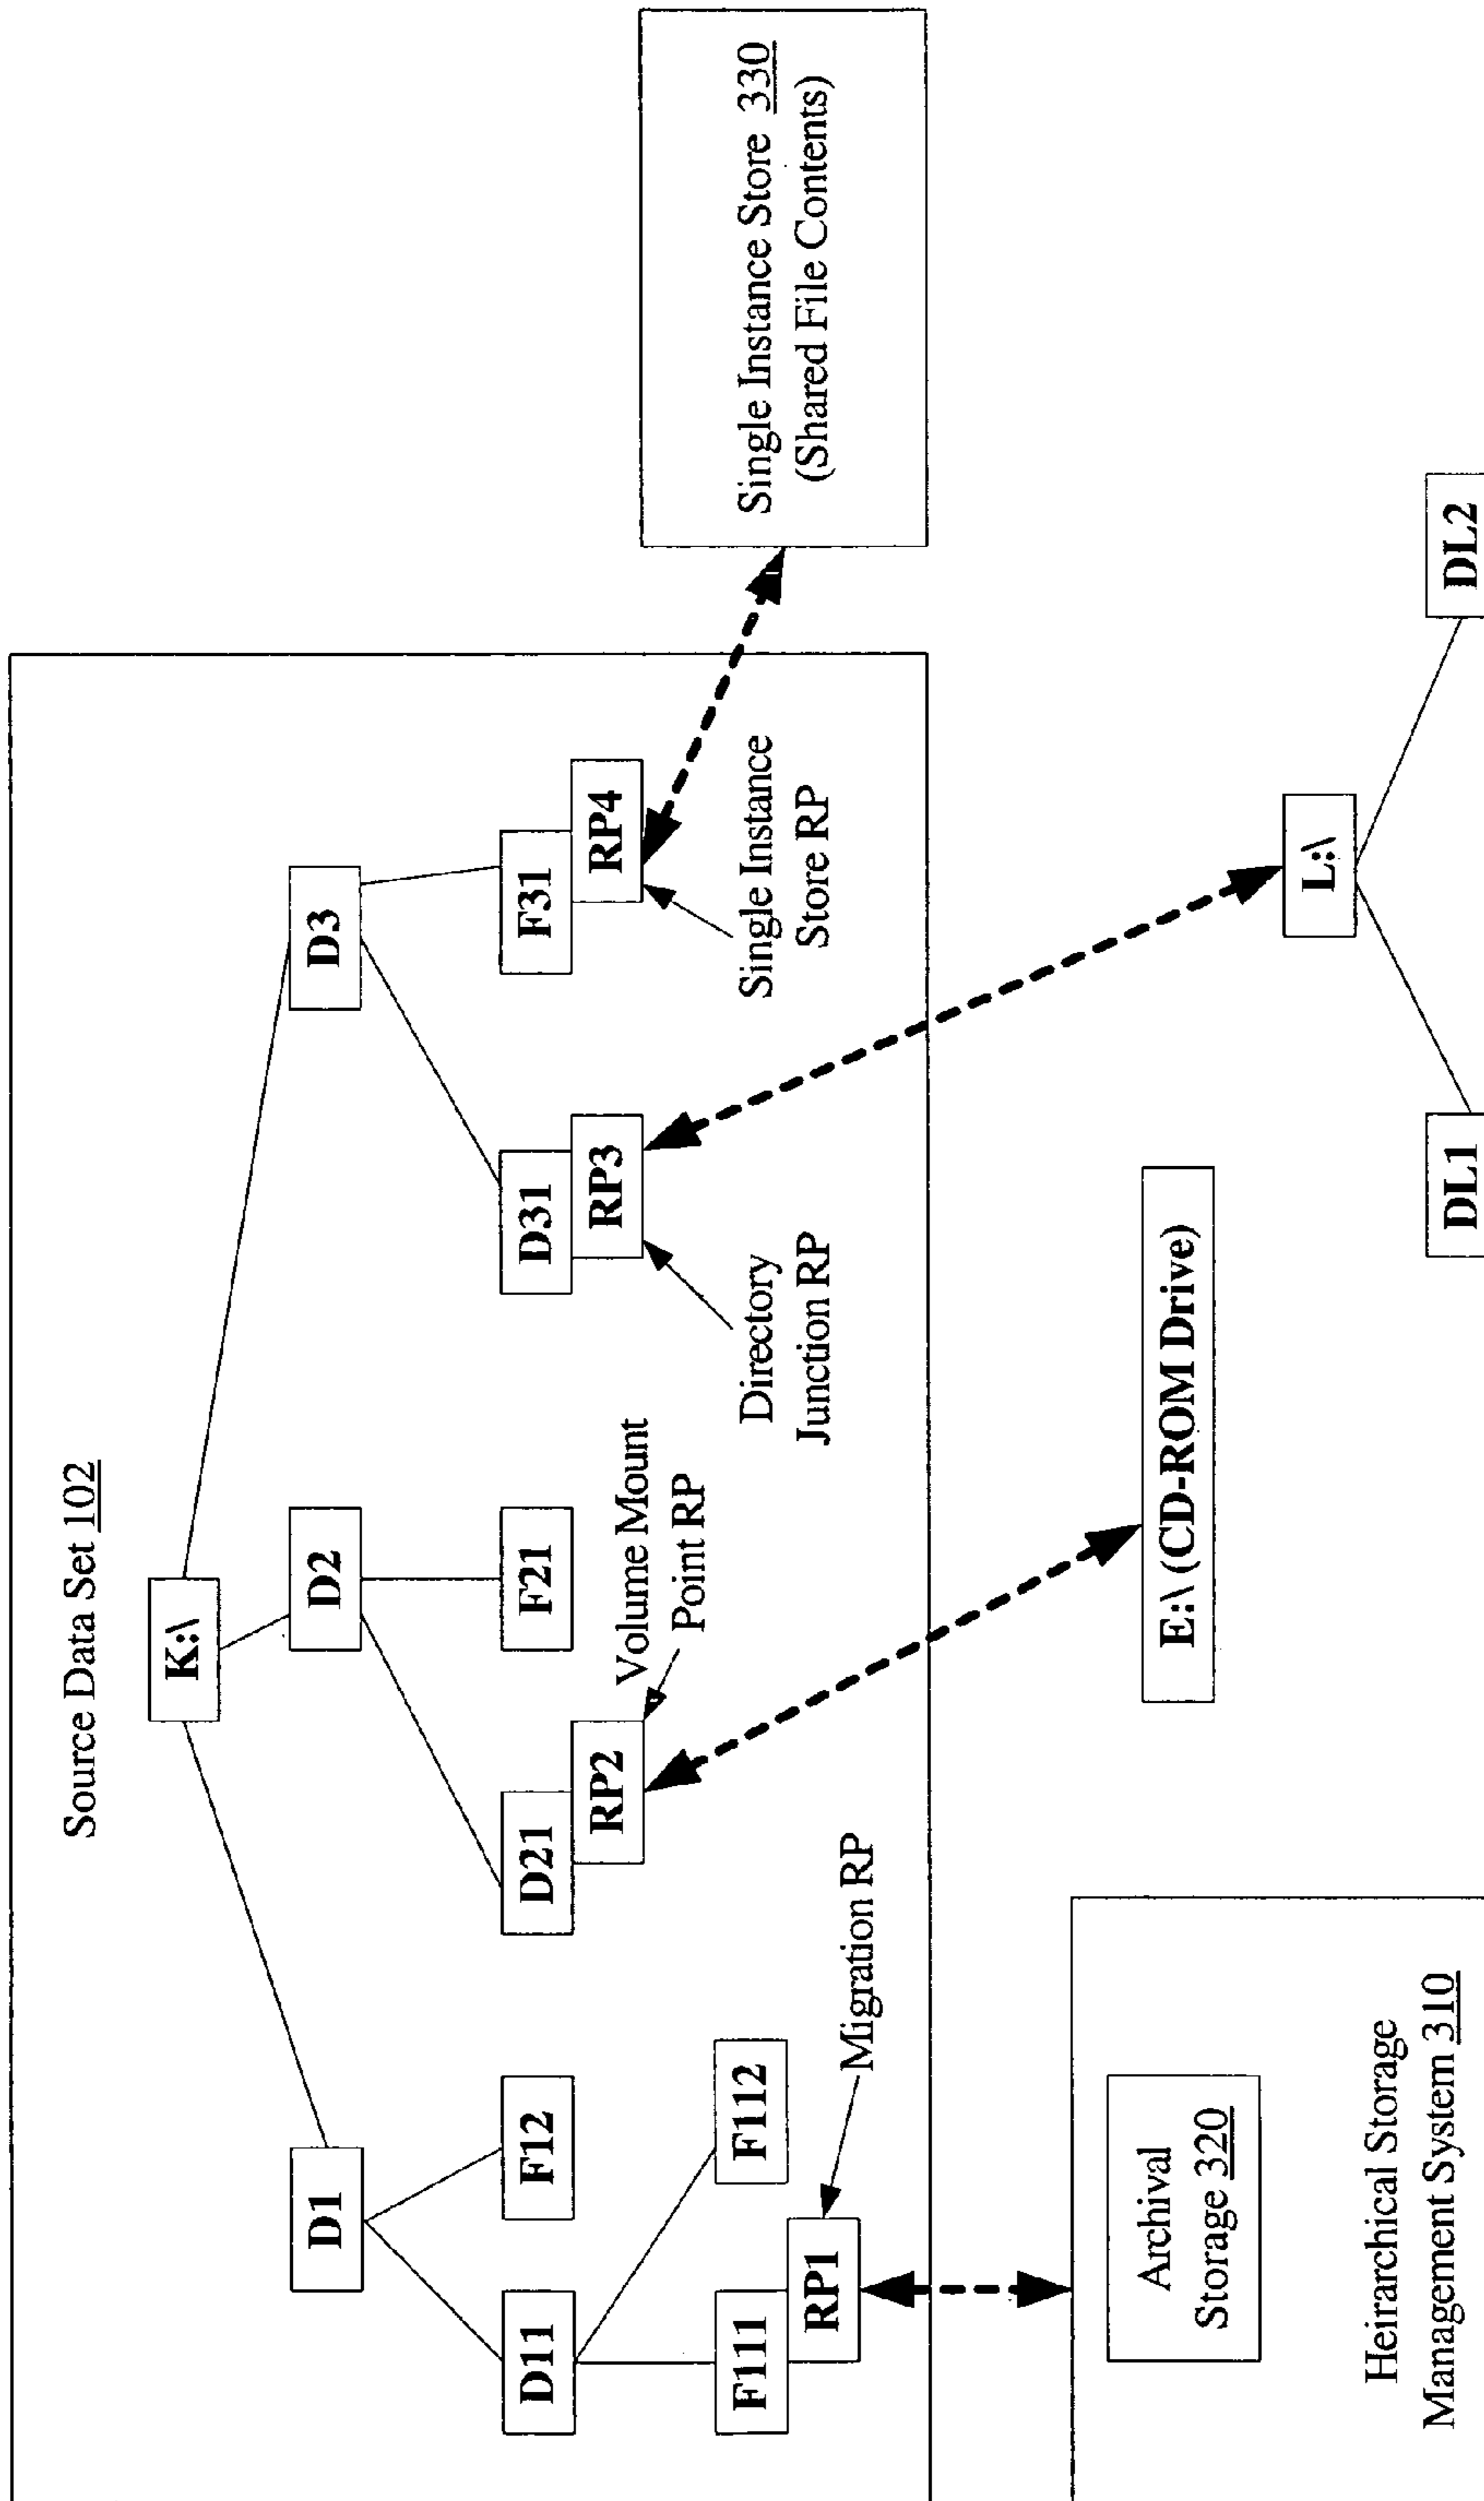 Source Data Set 102
K:\
D1
D2
D3
D11
F12
D21
F21
D31
F31
RP2
RP3
RP4
Volume Mount
Point RP
F111
F112
RP1
Directory
Junction RP
Single Instance
Store RP
Migration RP
Single Instance Store 330
(Shared File Contents)
Archival
Storage 320
Heirarchical Storage
Management System 310
E:\ (CD-ROM Drive)
L:\
DL1
DL2